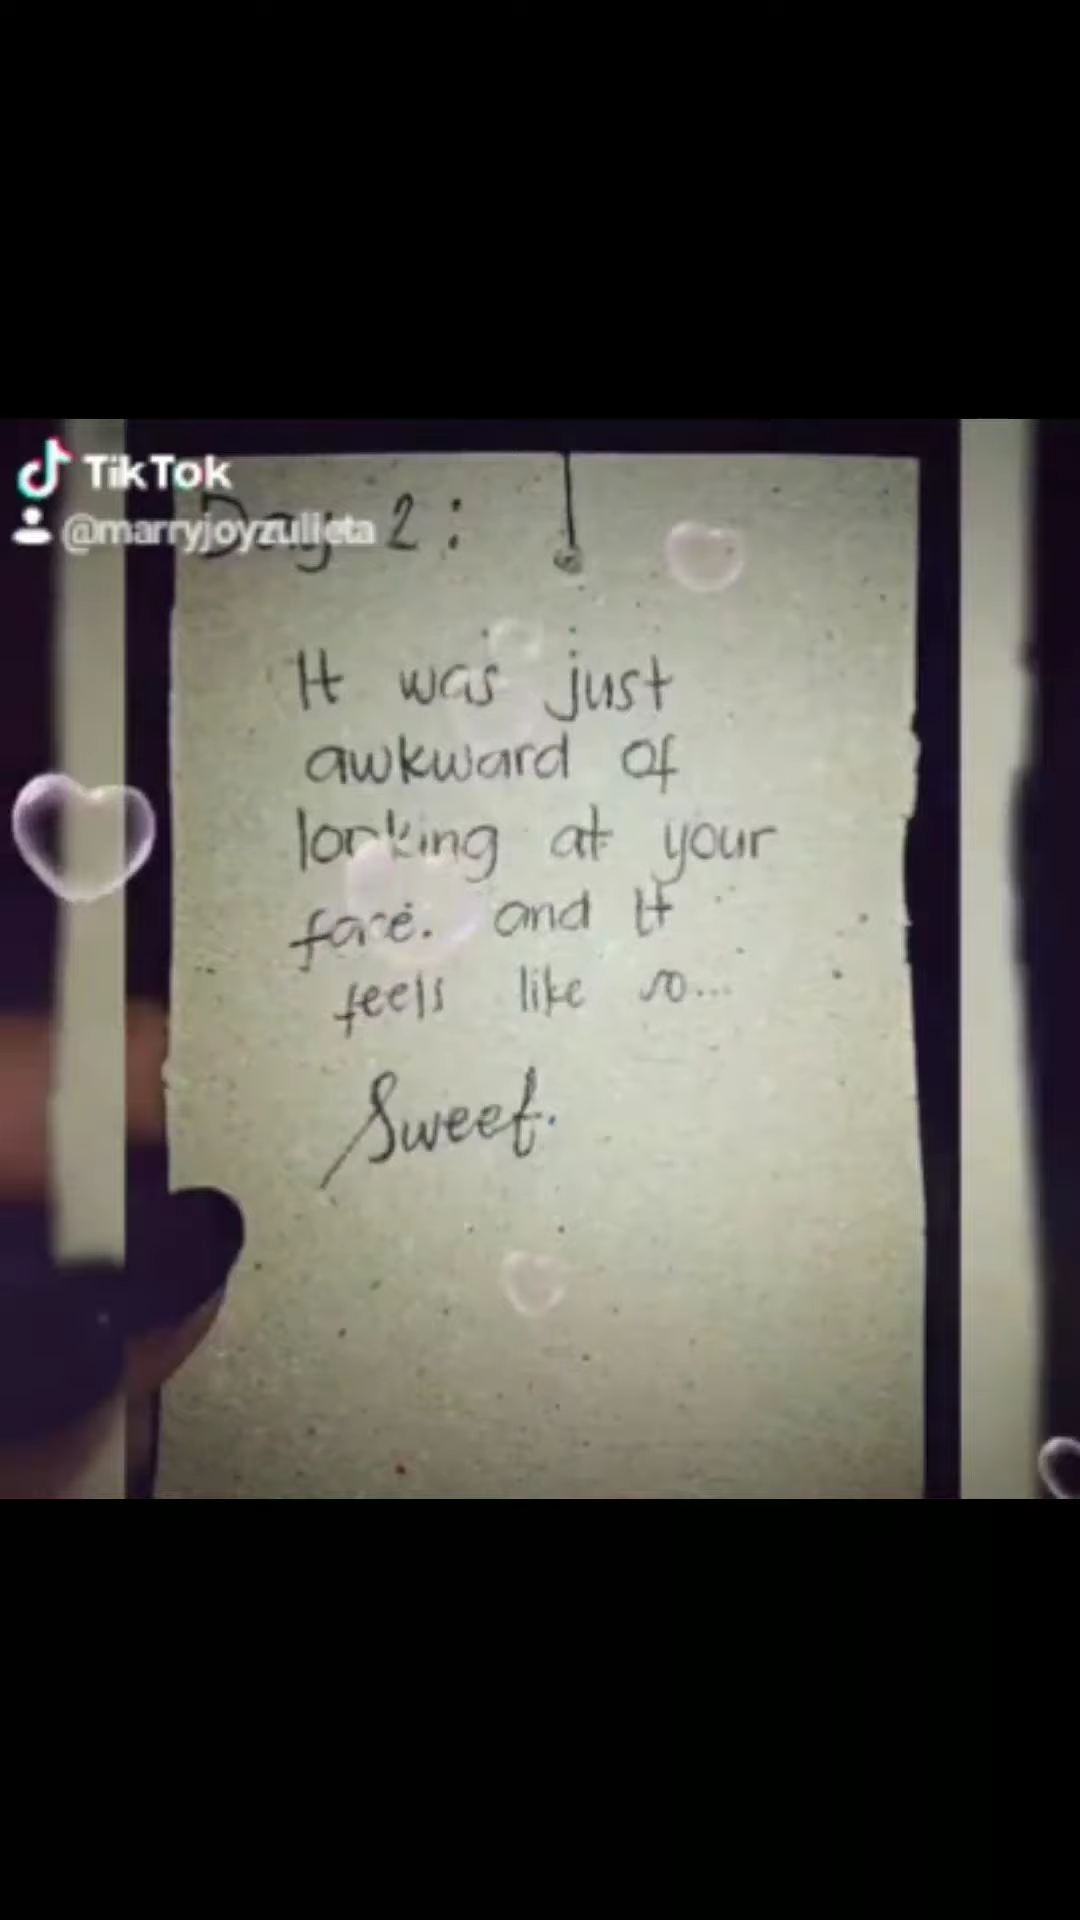 TikTok
@marryjoyzulieta
Day 2:
It was just
awkward of
looking at your
face. and it
feels like so...
Sweet.